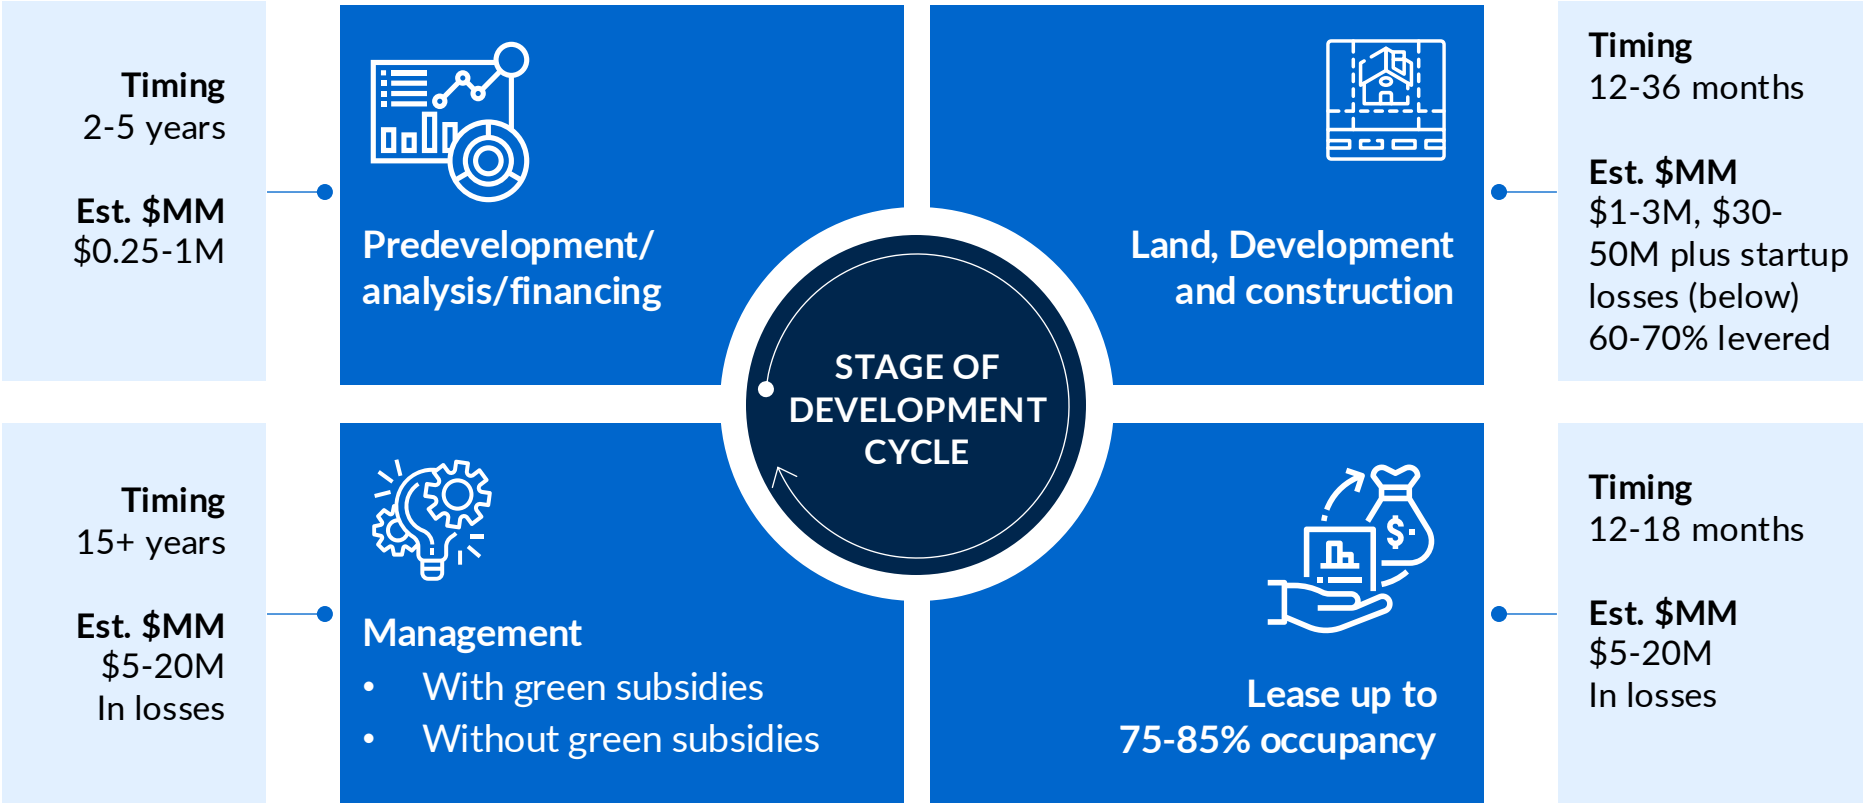 Timing
2-5 years
Est. $MM
$0.25-1M
Predevelopment/
analysis/financing
Land, Development
and construction
Timing
12-36 months
Est. $MM
$1-3M, $30-
50M plus startup
losses (below)
60-70% levered
STAGE OF
DEVELOPMENT
CYCLE
Timing
15+ years
Est. $MM
$5-20M
In losses
Management
• With green subsidies
• Without green subsidies
$
Lease up to
75-85% occupancy
Timing
12-18 months
Est. $MM
$5-20M
In losses